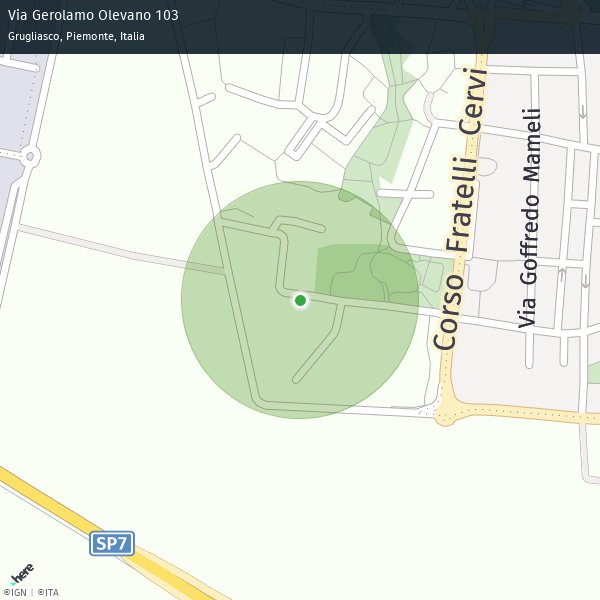 Via Gerolamo Olevano 103
Grugliasco, Piemonte, Italia
Corso Fratelli Cervi
Via Goffredo Mameli
SP7
here
©IGN | ©ITA